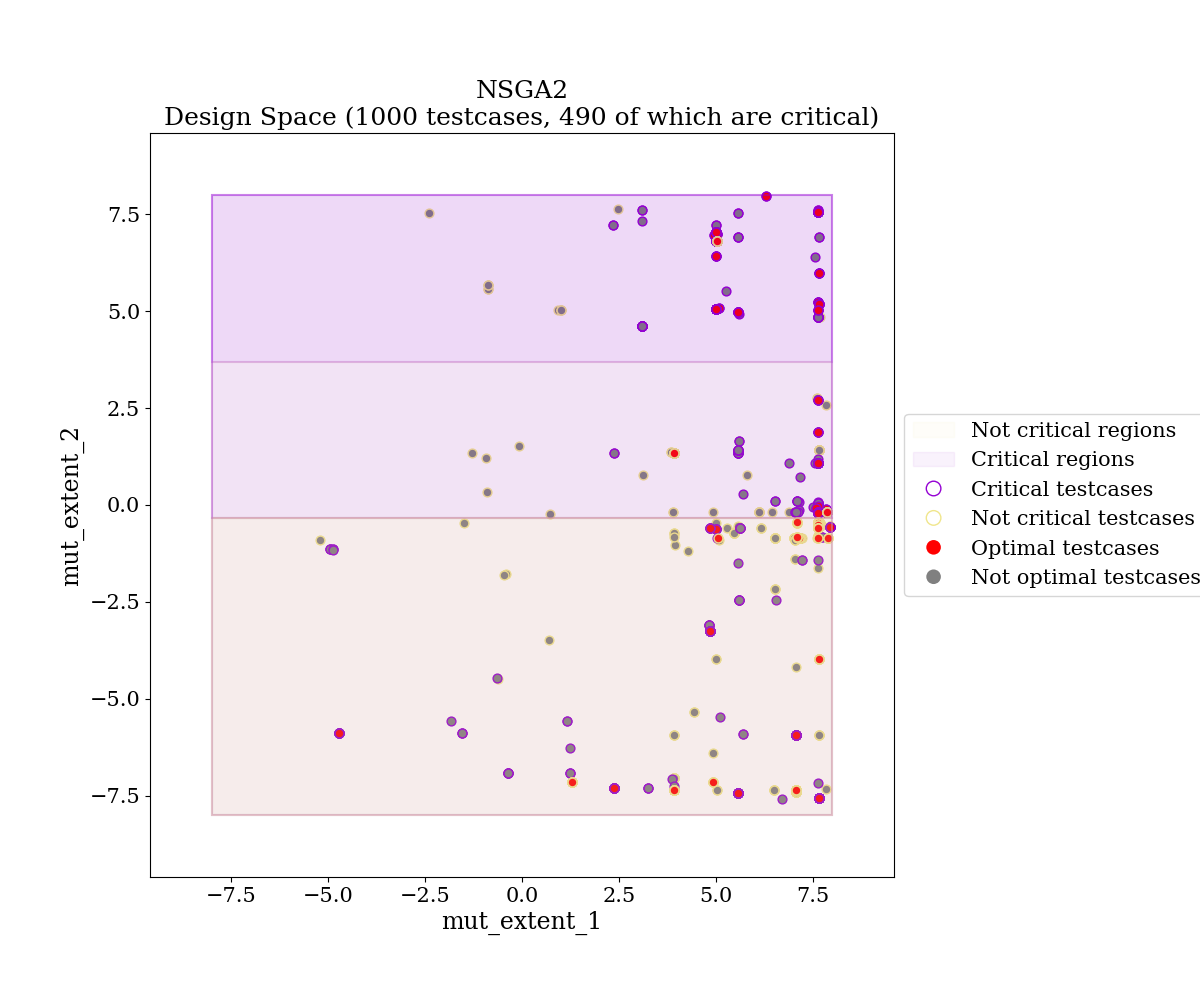 NSGA2
Design Space (1000 testcases, 490 of which are critical)
7.5
5.0
2.5
0.0
−2.5
−5.0
−7.5
mut_extent_2
−7.5
−5.0
−2.5
0.0
2.5
5.0
7.5
mut_extent_1
Not critical regions
Critical regions
Critical testcases
Not critical testcases
Optimal testcases
Not optimal testcases